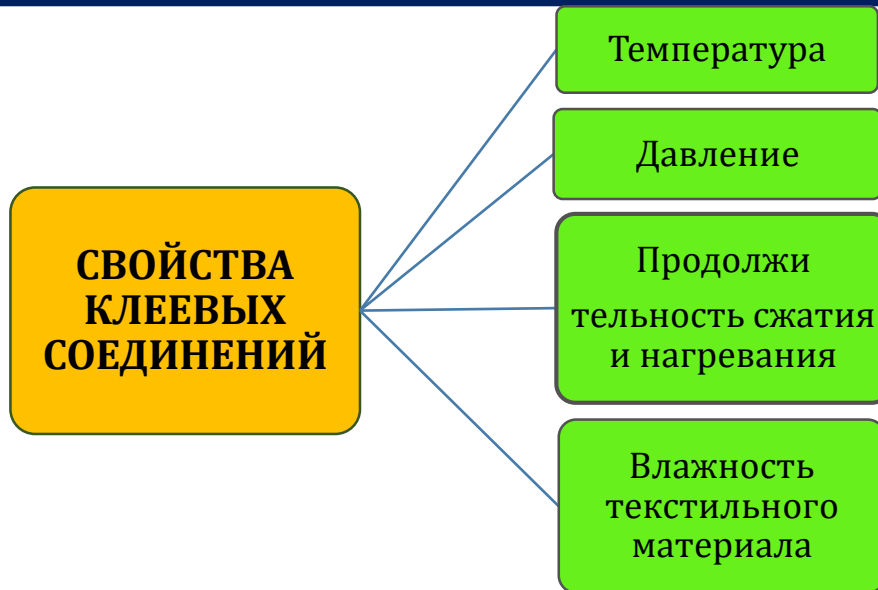 Температура
Давление
СВОЙСТВА
КЛЕЕВЫХ
СОЕДИНЕНИЙ
Продолжи
тельность сжатия
и нагревания
Влажность
текстильного
материала